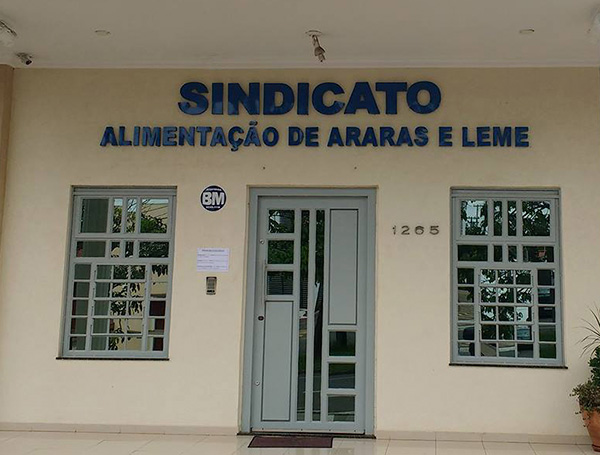 SINDICATO
ALIMENTAÇÃO DE ARARAS E LEME
BM
1265